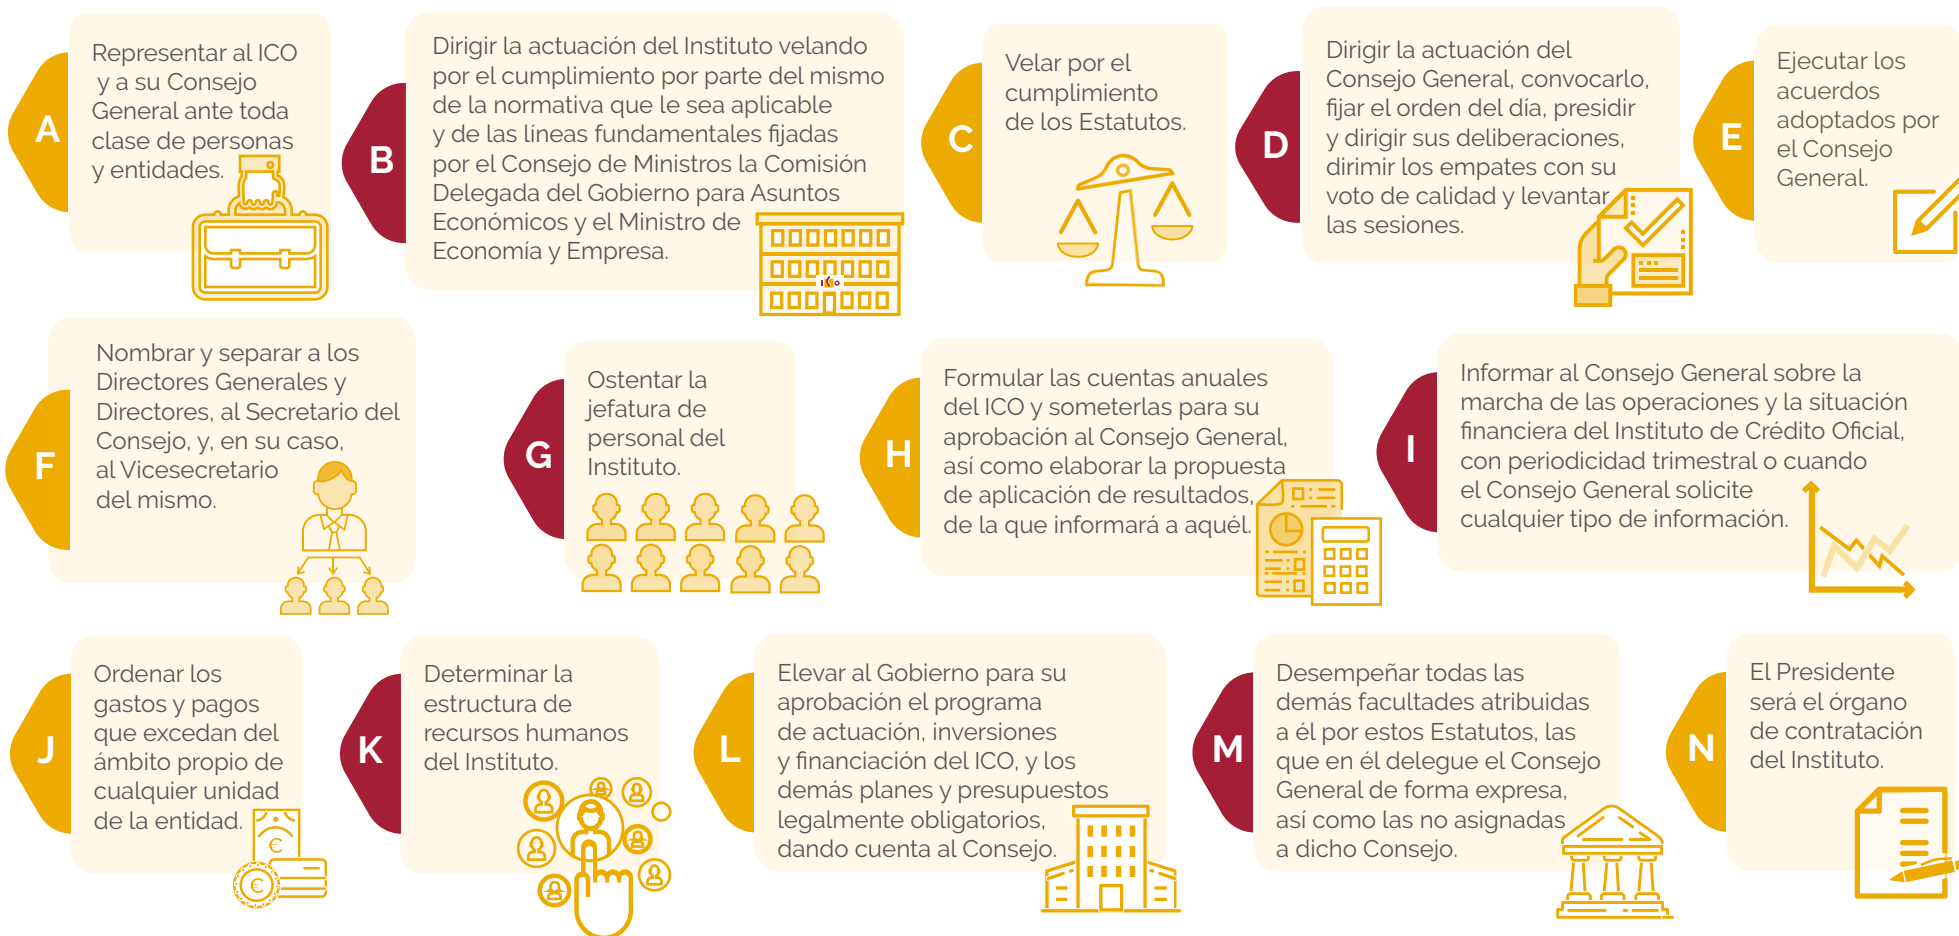 A
Representar al ICO
y a su Consejo
General ante toda
clase de personas
y entidades.
B
Dirigir la actuación del Instituto velando
por el cumplimiento por parte del mismo
de la normativa que le sea aplicable
y de las líneas fundamentales fijadas
por el Consejo de Ministros la Comisión
Delegada del Gobierno para Asuntos
Económicos y el Ministro de
Economía y Empresa.
ICO
C
Velar por el
cumplimiento
de los Estatutos.
D
Dirigir la actuación del
Consejo General, convocarlo,
fijar el orden del día, presidir
y dirigir sus deliberaciones,
dirimir los empates con su
voto de calidad y levantar
las sesiones.
E
Ejecutar los
acuerdos
adoptados por
el Consejo
General.
F
Nombrar y separar a los
Directores Generales y
Directores, al Secretario del
Consejo, y, en su caso,
al Vicesecretario
del mismo.
G
Ostentar la
jefatura de
personal del
Instituto.
H
Formular las cuentas anuales
del ICO y someterlas para su
aprobación al Consejo General,
así como elaborar la propuesta
de aplicación de resultados,
de la que informará a aquél.
I
Informar al Consejo General sobre la
marcha de las operaciones y la situación
financiera del Instituto de Crédito Oficial,
con periodicidad trimestral o cuando
el Consejo General solicite
cualquier tipo de información.
J
Ordenar los
gastos y pagos
que excedan del
ámbito propio de
cualquier unidad
de la entidad.
€
€
K
Determinar la
estructura de
recursos humanos
del Instituto.
L
Elevar al Gobierno para su
aprobación el programa
de actuación, inversiones
y financiación del ICO, y los
demás planes y presupuestos
legalmente obligatorios,
dando cuenta al Consejo.
M
Desempeñar todas las
demás facultades atribuidas
a él por estos Estatutos, las
que en él delegue el Consejo
General de forma expresa,
así como las no asignadas
a dicho Consejo.
N
El Presidente
será el órgano
de contratación
del Instituto.